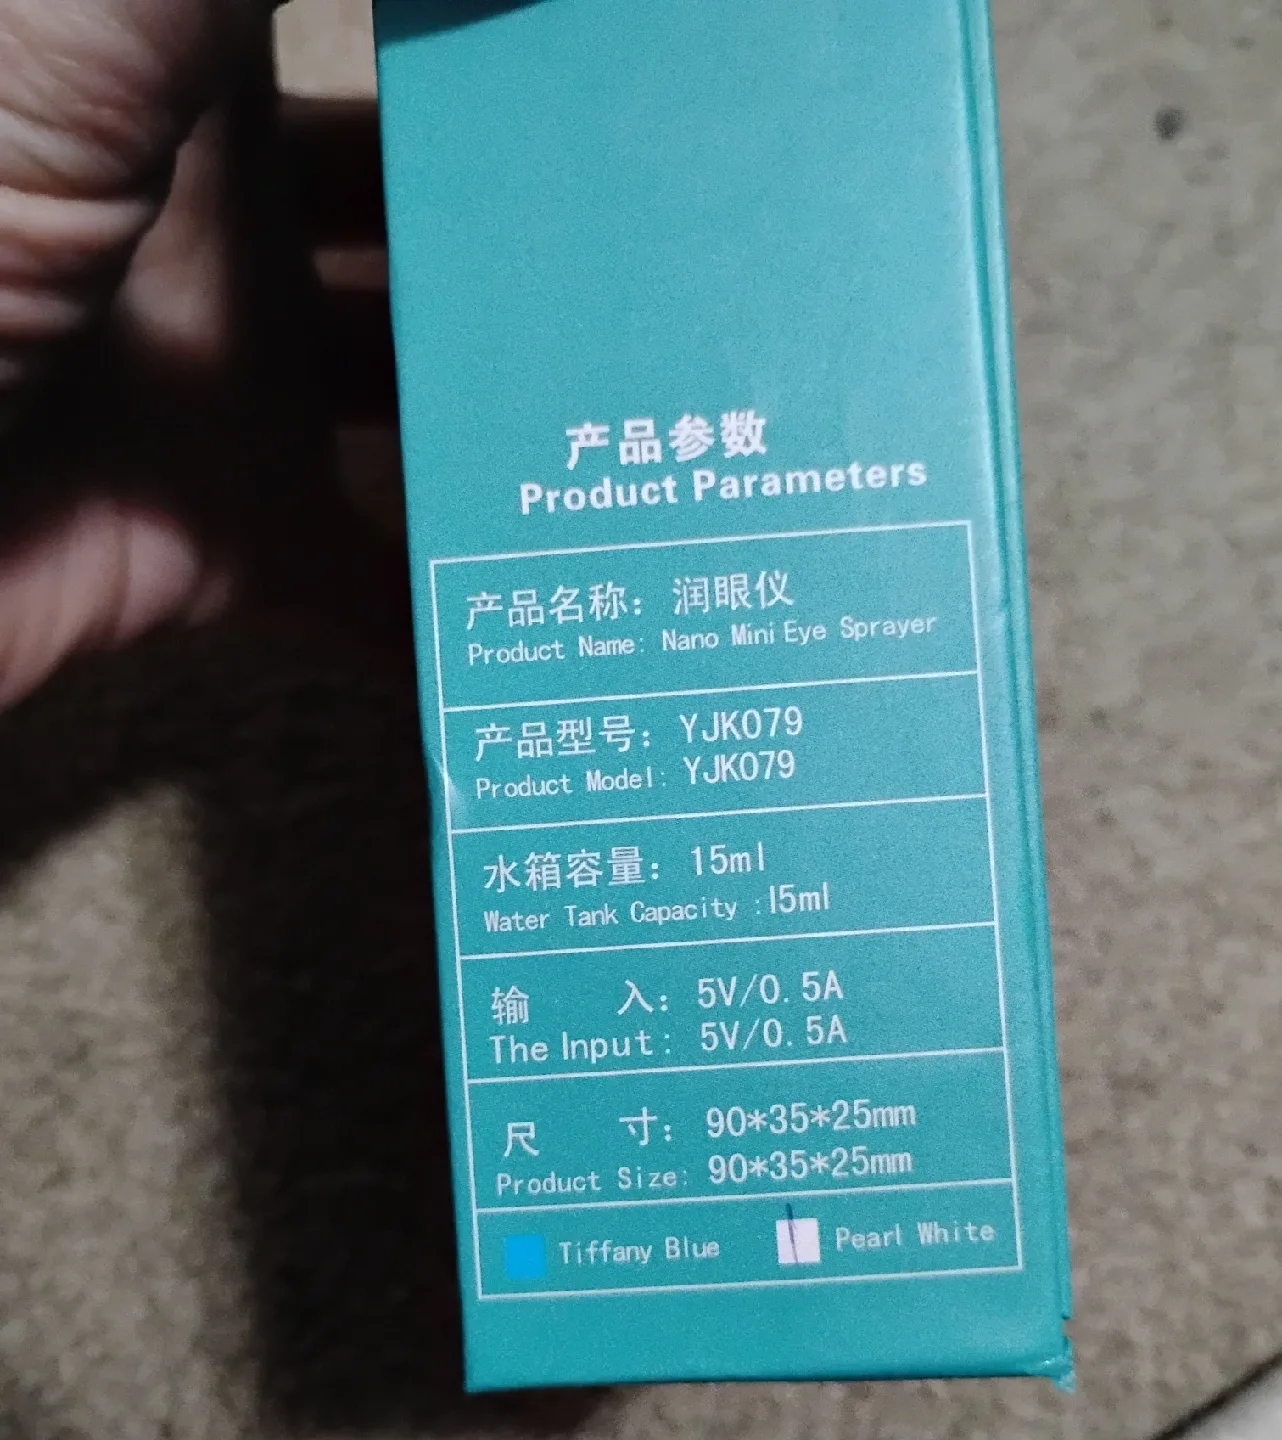 产品参数
Product Parameters
产品名称：润眼仪
Product Name: Nano Mini Eye Sprayer
产品型号：YJK079
Product Model: YJK079
水箱容量：15ml
Water Tank Capacity :15ml
输 入：5V/0.5A
The Input: 5V/0.5A
尺 寸：90*35*25mm
Product Size: 90*35*25mm
Tiffany Blue Pearl White